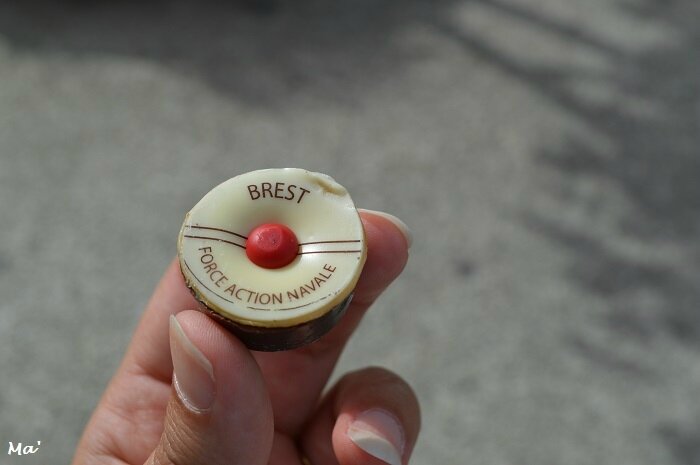 BREST
FORCE ACTION NAVALE
Ma'